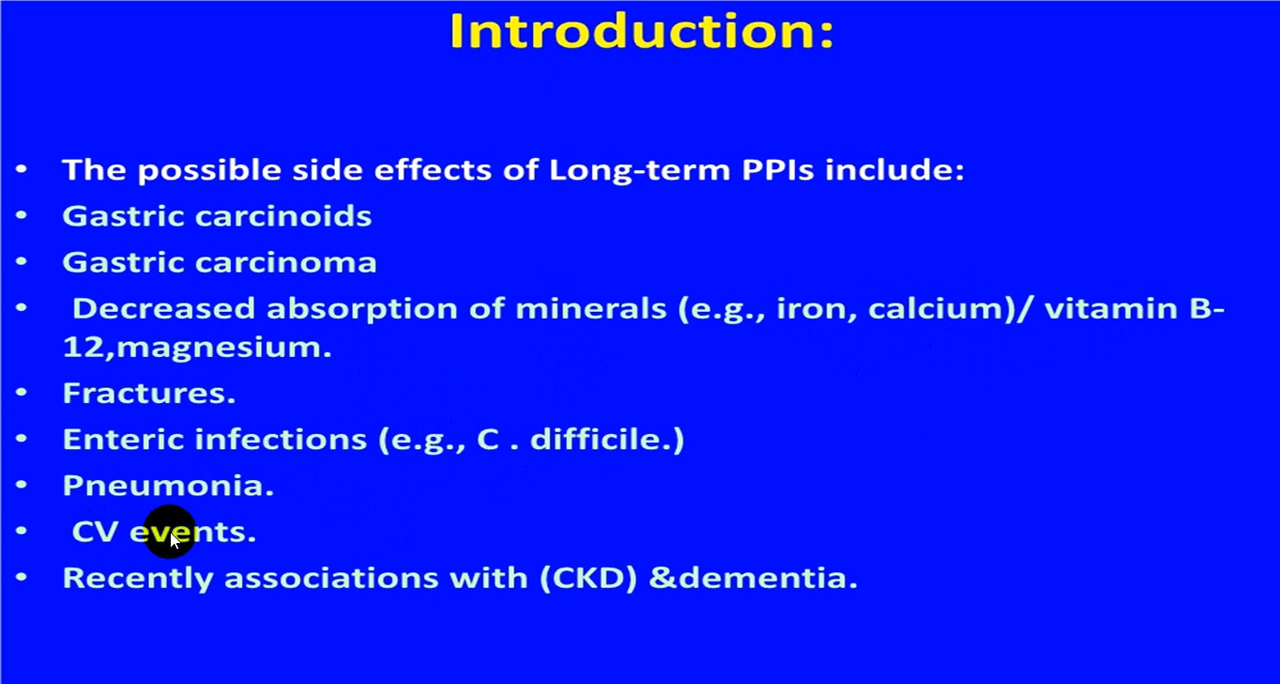 Introduction:
• The possible side effects of Long-term PPIs include:
• Gastric carcinoids
• Gastric carcinoma
• Decreased absorption of minerals (e.g., iron, calcium)/ vitamin B-
12,magnesium.
• Fractures.
• Enteric infections (e.g., C . difficile.)
• Pneumonia.
• CV events.
• Recently associations with (CKD) &dementia.